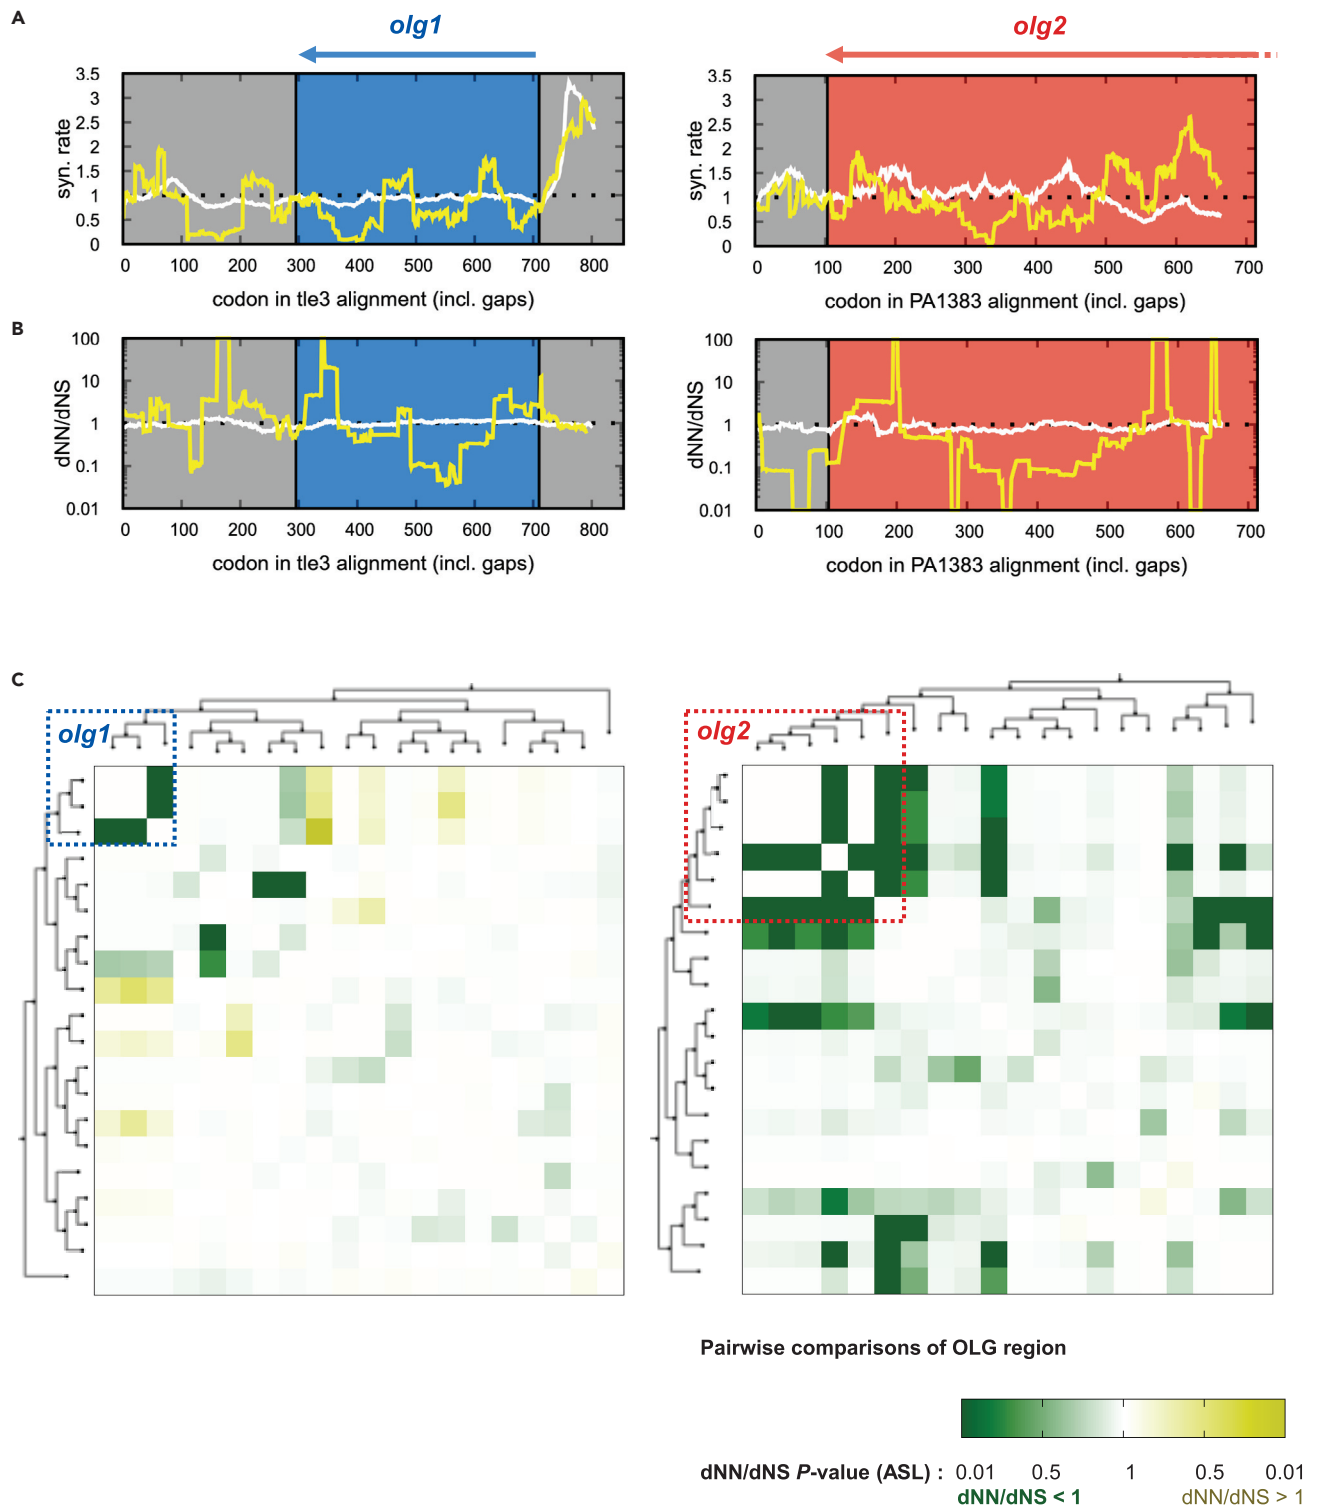 A
olg1
olg2
syn. rate
3.5
3
2.5
2
1.5
1
0.5
0
0 100 200 300 400 500 600 700 800
codon in tle3 alignment (incl. gaps)
syn. rate
3.5
3
2.5
2
1.5
1
0.5
0
0 100 200 300 400 500 600 700
codon in PA1383 alignment (incl. gaps)
B
dNN/dNS
100
10
1
0.1
0.01
0 100 200 300 400 500 600 700 800
codon in tle3 alignment (incl. gaps)
dNN/dNS
100
10
1
0.1
0.01
0 100 200 300 400 500 600 700
codon in PA1383 alignment (incl. gaps)
C
olg1
olg2
Pairwise comparisons of OLG region
dNN/dNS P-value (ASL) : 0.01 0.5 1 0.5 0.01
dNN/dNS < 1 dNN/dNS > 1